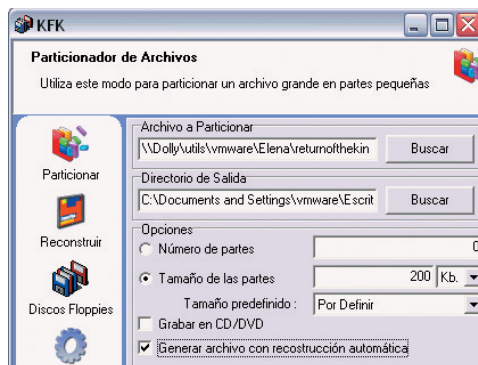 KFK
Particionador de Archivos
Utiliza este modo para particionar un archivo grande en partes pequeñas
Particionar
Reconstruir
Discos Floppies
Archivo a Particionar
\\Dolly\utils\vmware\Elena\returnofthekin
Buscar
Directorio de Salida
C:\Documents and Settings\vmware\Escrit
Buscar
Opciones
Número de partes
0
Tamaño de las partes
200 Kb.
Tamaño predefinido :
Por Definir
Grabar en CD/DVD
Generar archivo con recostrucción automática